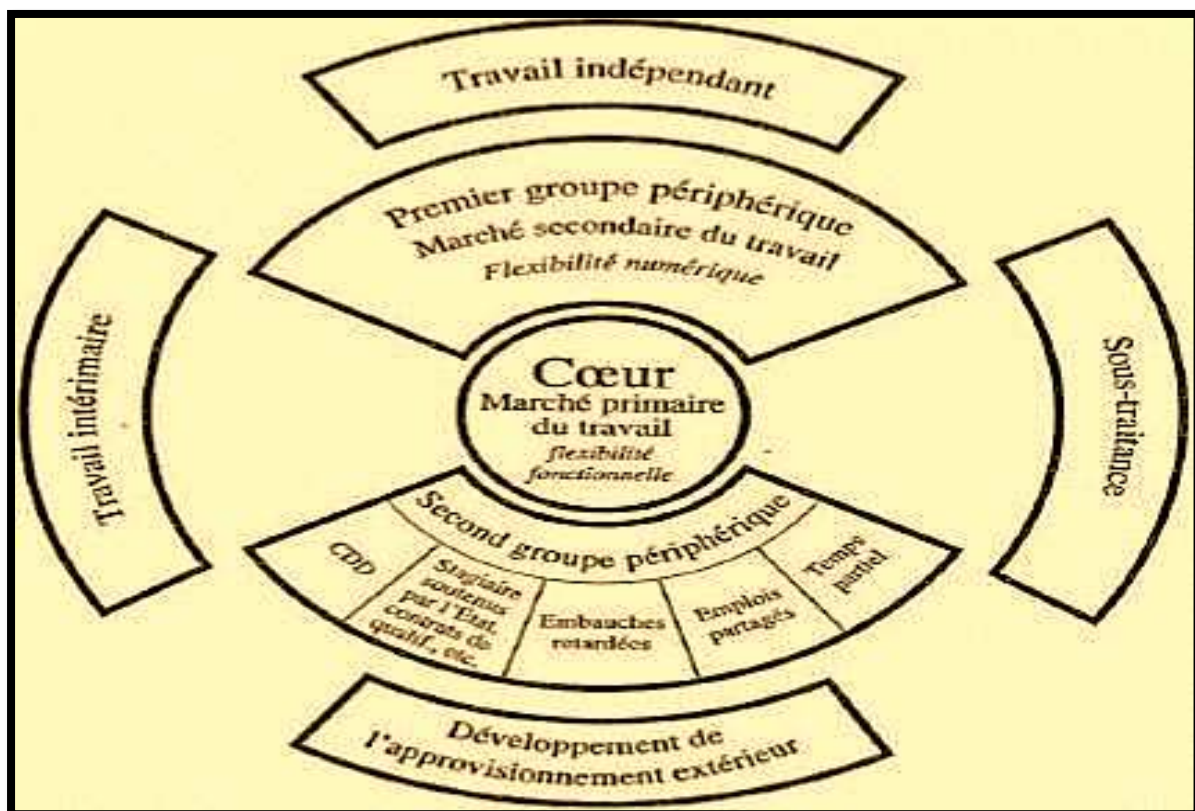 Travail indépendant
Premier groupe périphérique
Marché secondaire du travail
Flexibilité numérique
Travail intérimaire
Sous-traitance
Cœur
Marché primaire
du travail
flexibilité
fonctionnelle
Second groupe périphérique
CDD
Stagiaire
soutenus
par l'État,
contrats de
qualif., etc.
Embauches
retardées
Emplois
partagés
Temps
partiel
Développement de
l'approvisionnement extérieur